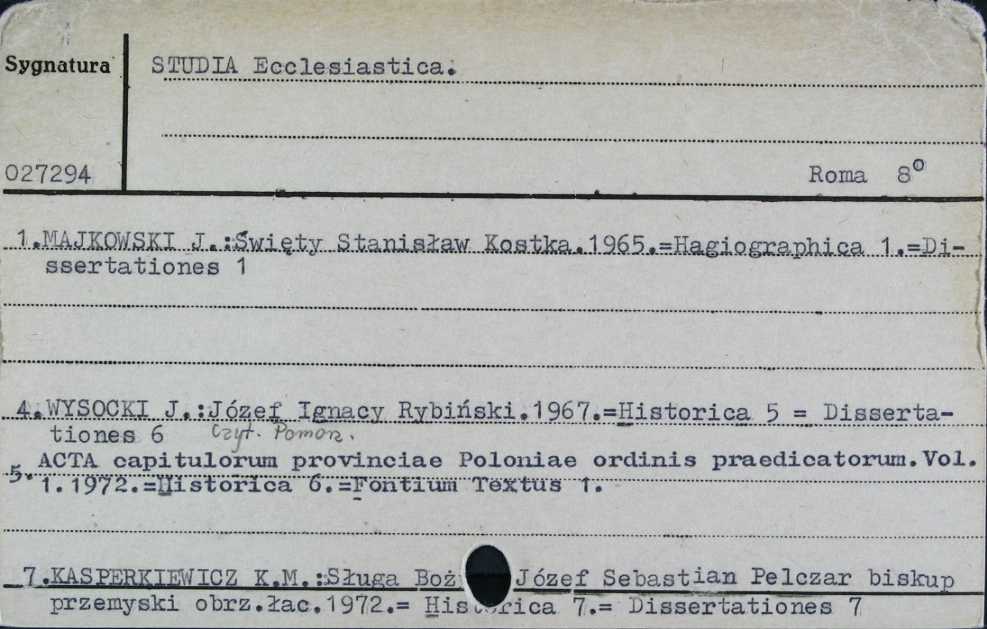 Sygnatura
STUDIA Ecclesiastica.
027294
Roma 8°
1.MAJKOWSKI J.:Święty Stanisław Kostka.1965.=Hagiographica 1.=Di-
ssertationes 1
4.WYSOCKI J.:Józef Ignacy Rybiński.1967.=Historica 5 = Disserta-
tiones 6 Czyt. Pomorz.
5. ACTA capitulorum provinciae Poloniae ordinis praedicatorum.Vol.
1.1972.=Historica 6.=Fontium Textus 1.
7.KASPERKIEWICZ K.M.:Sługa Boż Józef Sebastian Pelczar biskup
przemyski obrz.łac.1972.= Historica 7.= Dissertationes 7